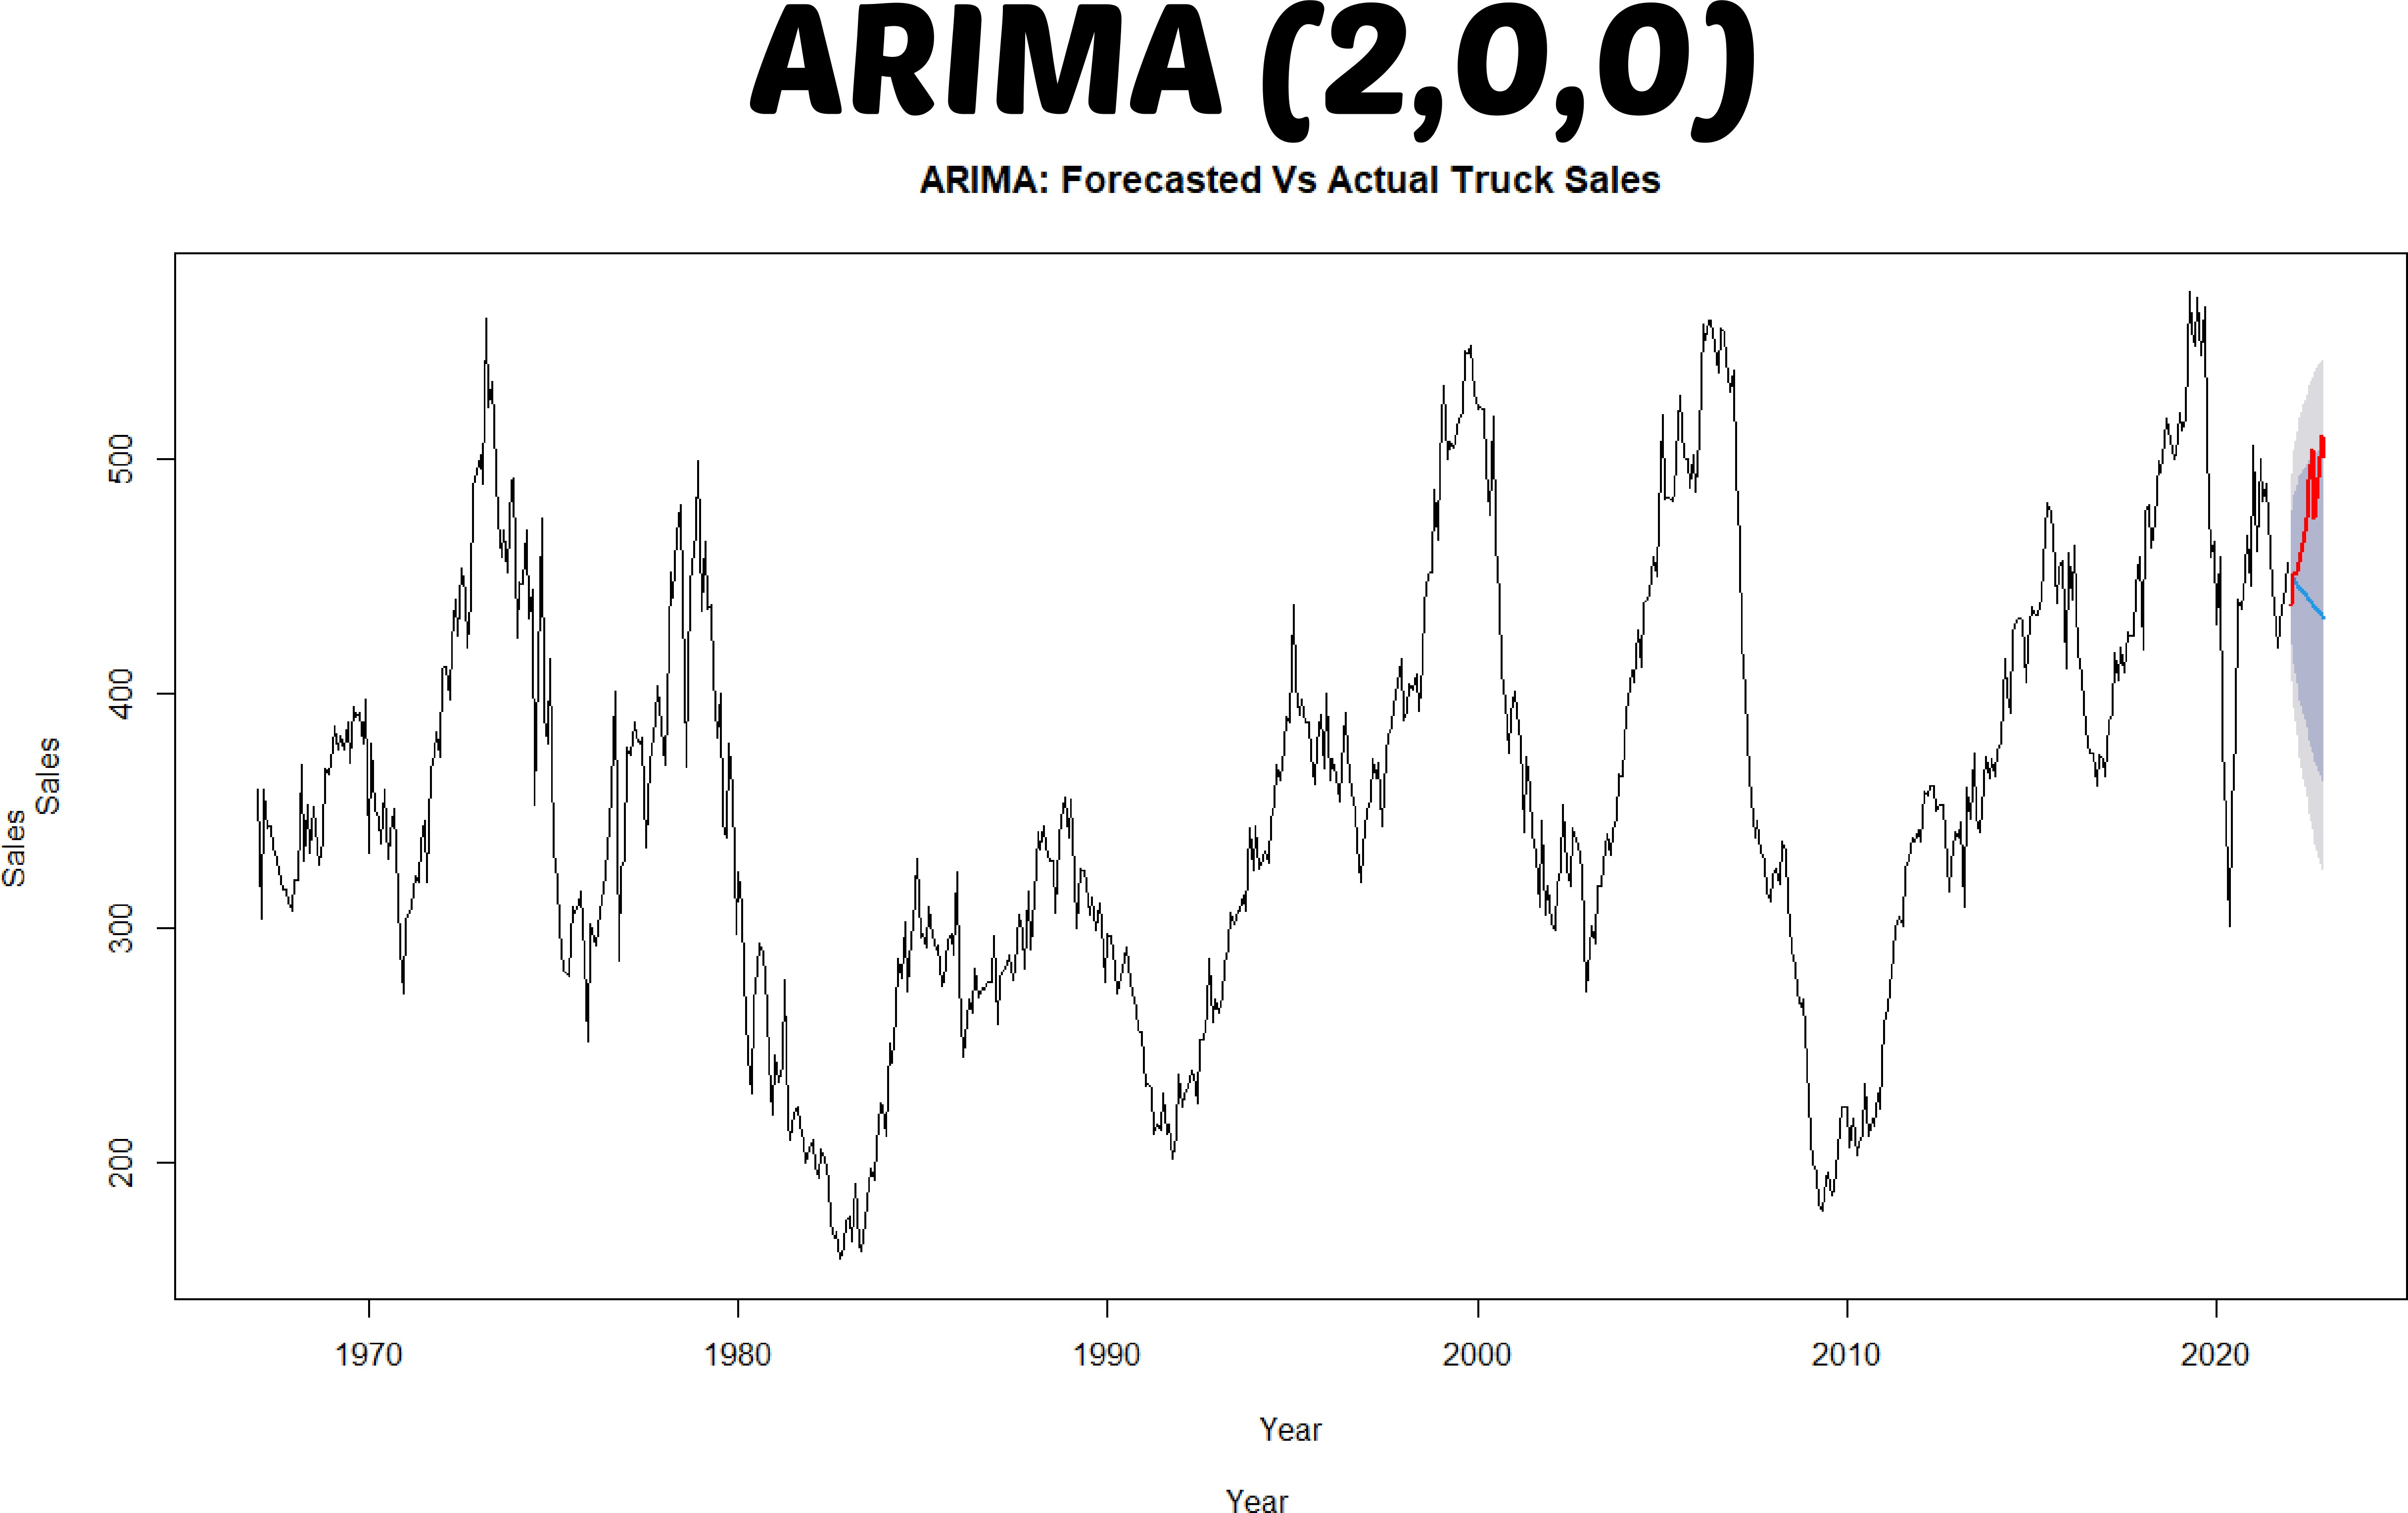 ARIMA (2,0,0)
ARIMA: Forecasted Vs Actual Truck Sales
500
400
300
200
Sales
Sales
1970 1980 1990 2000 2010 2020
Year
Year